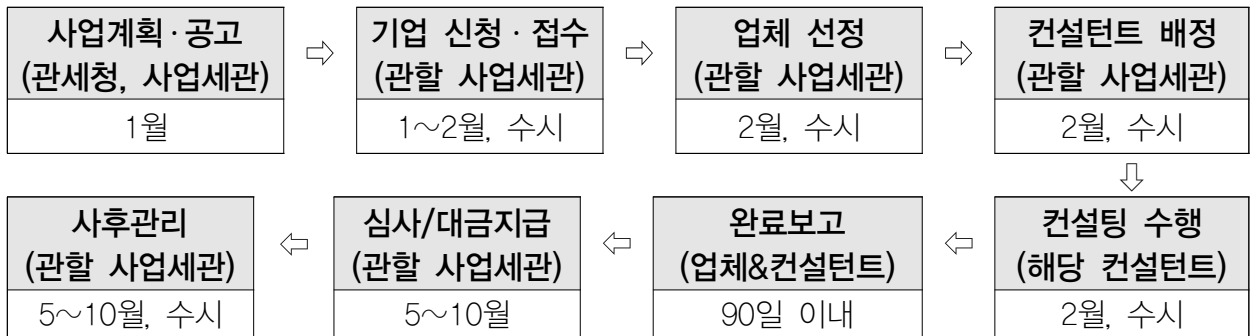 사업계획·공고
(관세청, 사업세관)
1월
⇨
기업 신청·접수
(관할 사업세관)
1～2월, 수시
⇨
업체 선정
(관할 사업세관)
2월, 수시
⇨
컨설턴트 배정
(관할 사업세관)
2월, 수시
⇩
컨설팅 수행
(해당 컨설턴트)
2월, 수시
⇦
완료보고
(업체&컨설턴트)
90일 이내
⇦
심사/대금지급
(관할 사업세관)
5～10월
⇦
사후관리
(관할 사업세관)
5～10월, 수시